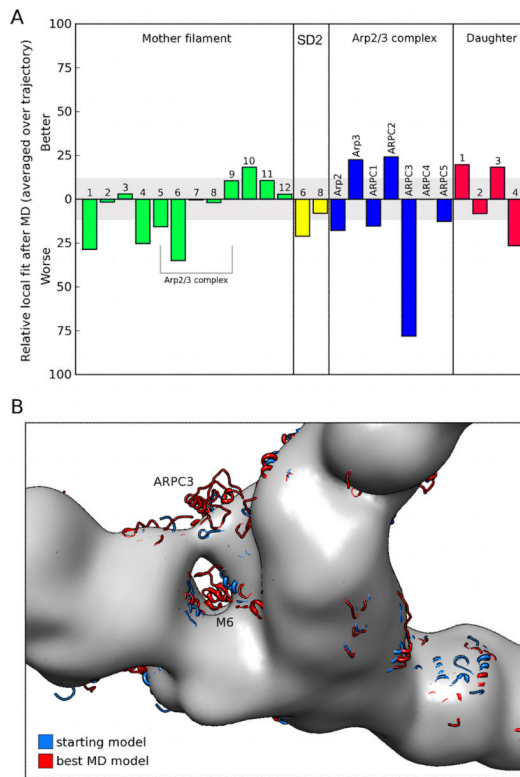 A
Mother filament
SD2
Arp2/3 complex
Daughter
Relative local fit after MD (averaged over trajectory)
Better
Worse
100
75
50
25
0
25
50
75
100
1
2
3
4
5
6
7
8
9
10
11
12
Arp2/3 complex
6
8
Arp2
Arp3
ARPC1
ARPC2
ARPC3
ARPC4
ARPC5
1
2
3
4
B
ARPC3
M6
starting model
best MD model